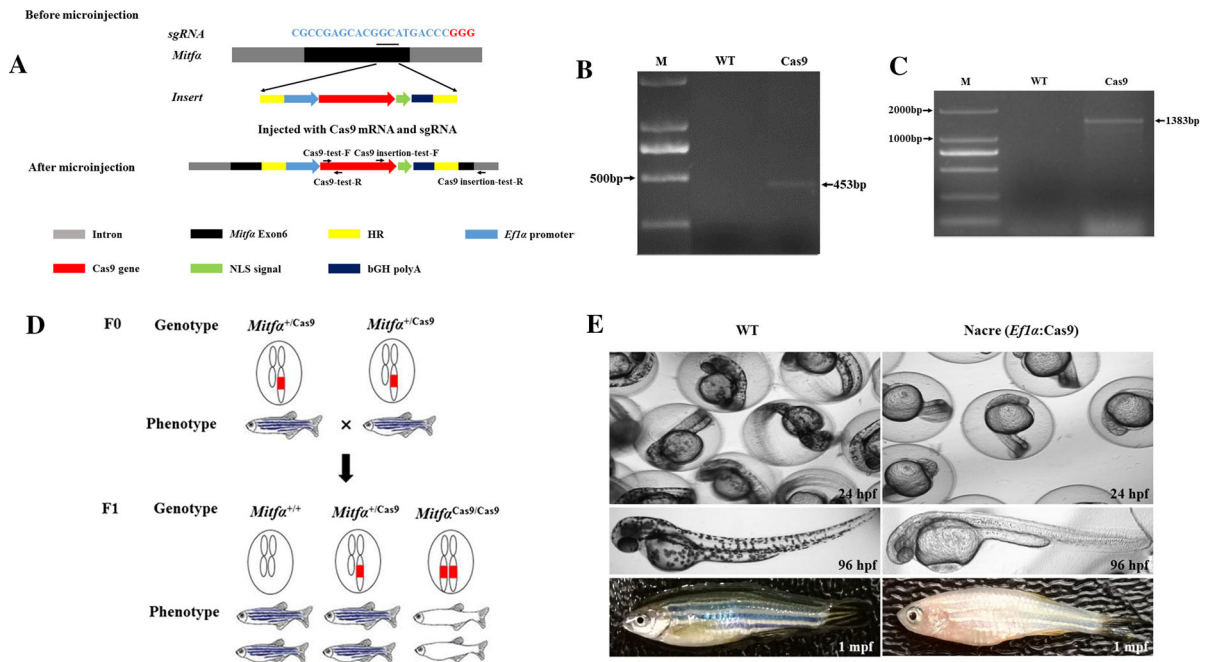 Before microinjection
sgRNA CGCCGAGCACGGCATGACCCGGG
A
Mitfα
Insert
Injected with Cas9 mRNA and sgRNA
Cas9-test-F Cas9 insertion-test-F
After microinjection
Cas9-test-R Cas9 insertion-test-R
Intron Mitfα Exon6 HR Ef1α promoter
Cas9 gene NLS signal bGH polyA
B
M WT Cas9
500bp
453bp
C
M WT Cas9
2000bp
1383bp
1000bp
D
F0 Genotype Mitfα+/Cas9 Mitfα+/Cas9
Phenotype ×
F1 Genotype Mitfα+/+ Mitfα+/Cas9 MitfαCas9/Cas9
Phenotype
E
WT Nacre (Ef1α:Cas9)
24 hpf 24 hpf
96 hpf 96 hpf
1 mpf 1 mpf